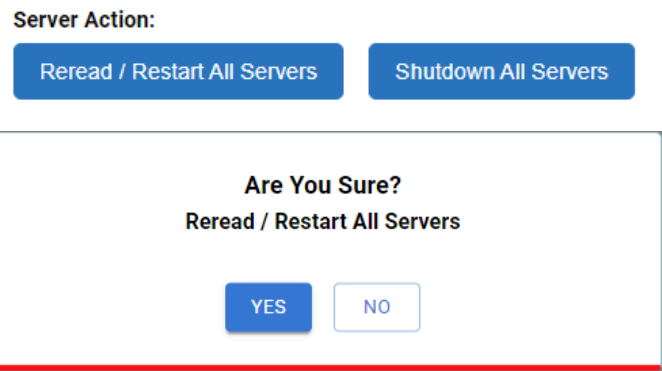 Server Action:
Reread / Restart All Servers Shutdown All Servers
Are You Sure?
Reread / Restart All Servers
YES NO